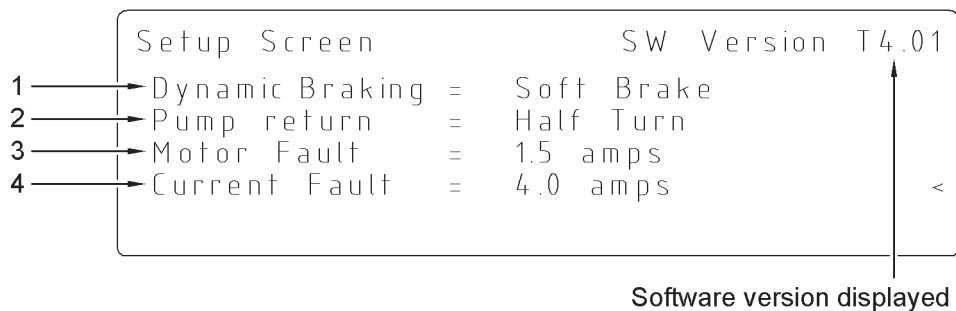 Setup Screen SW Version T4.01
1 Dynamic Braking = Soft Brake
2 Pump return = Half Turn
3 Motor Fault = 1.5 amps
4 Current Fault = 4.0 amps <
Software version displayed